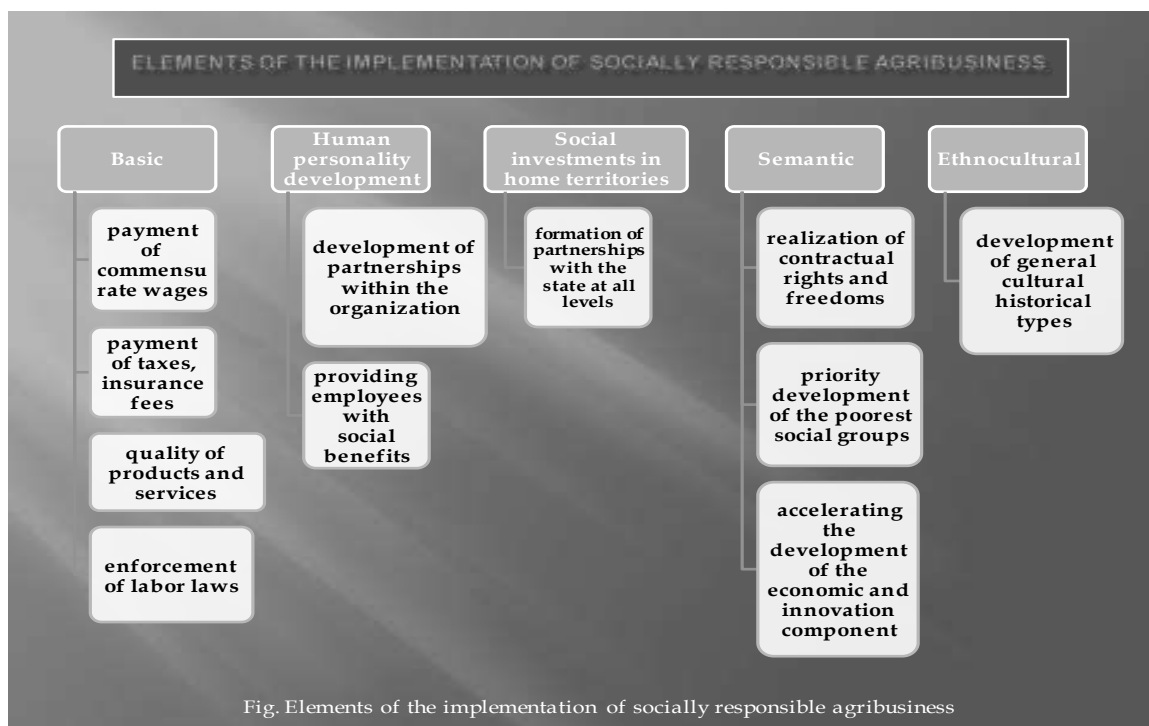 ELEMENTS OF THE IMPLEMENTATION OF SOCIALLY RESPONSIBLE AGRIBUSINESS
Basic
payment
of
commensu
rate wages
payment
of taxes,
insurance
fees
quality of
products and
services
enforcement
of labor laws
Human
personality
development
development of
partnerships
within the
organization
providing
employees
with
social
benefits
Social
investments in
home territories
formation of
partnerships
with the
state at all
levels
Semantic
realization of
contractual
rights and
freedoms
priority
development
of the poorest
social groups
accelerating
the
development
of the
economic and
innovation
component
Ethnocultural
development
of general
cultural
historical
types
Fig. Elements of the implementation of socially responsible agribusiness